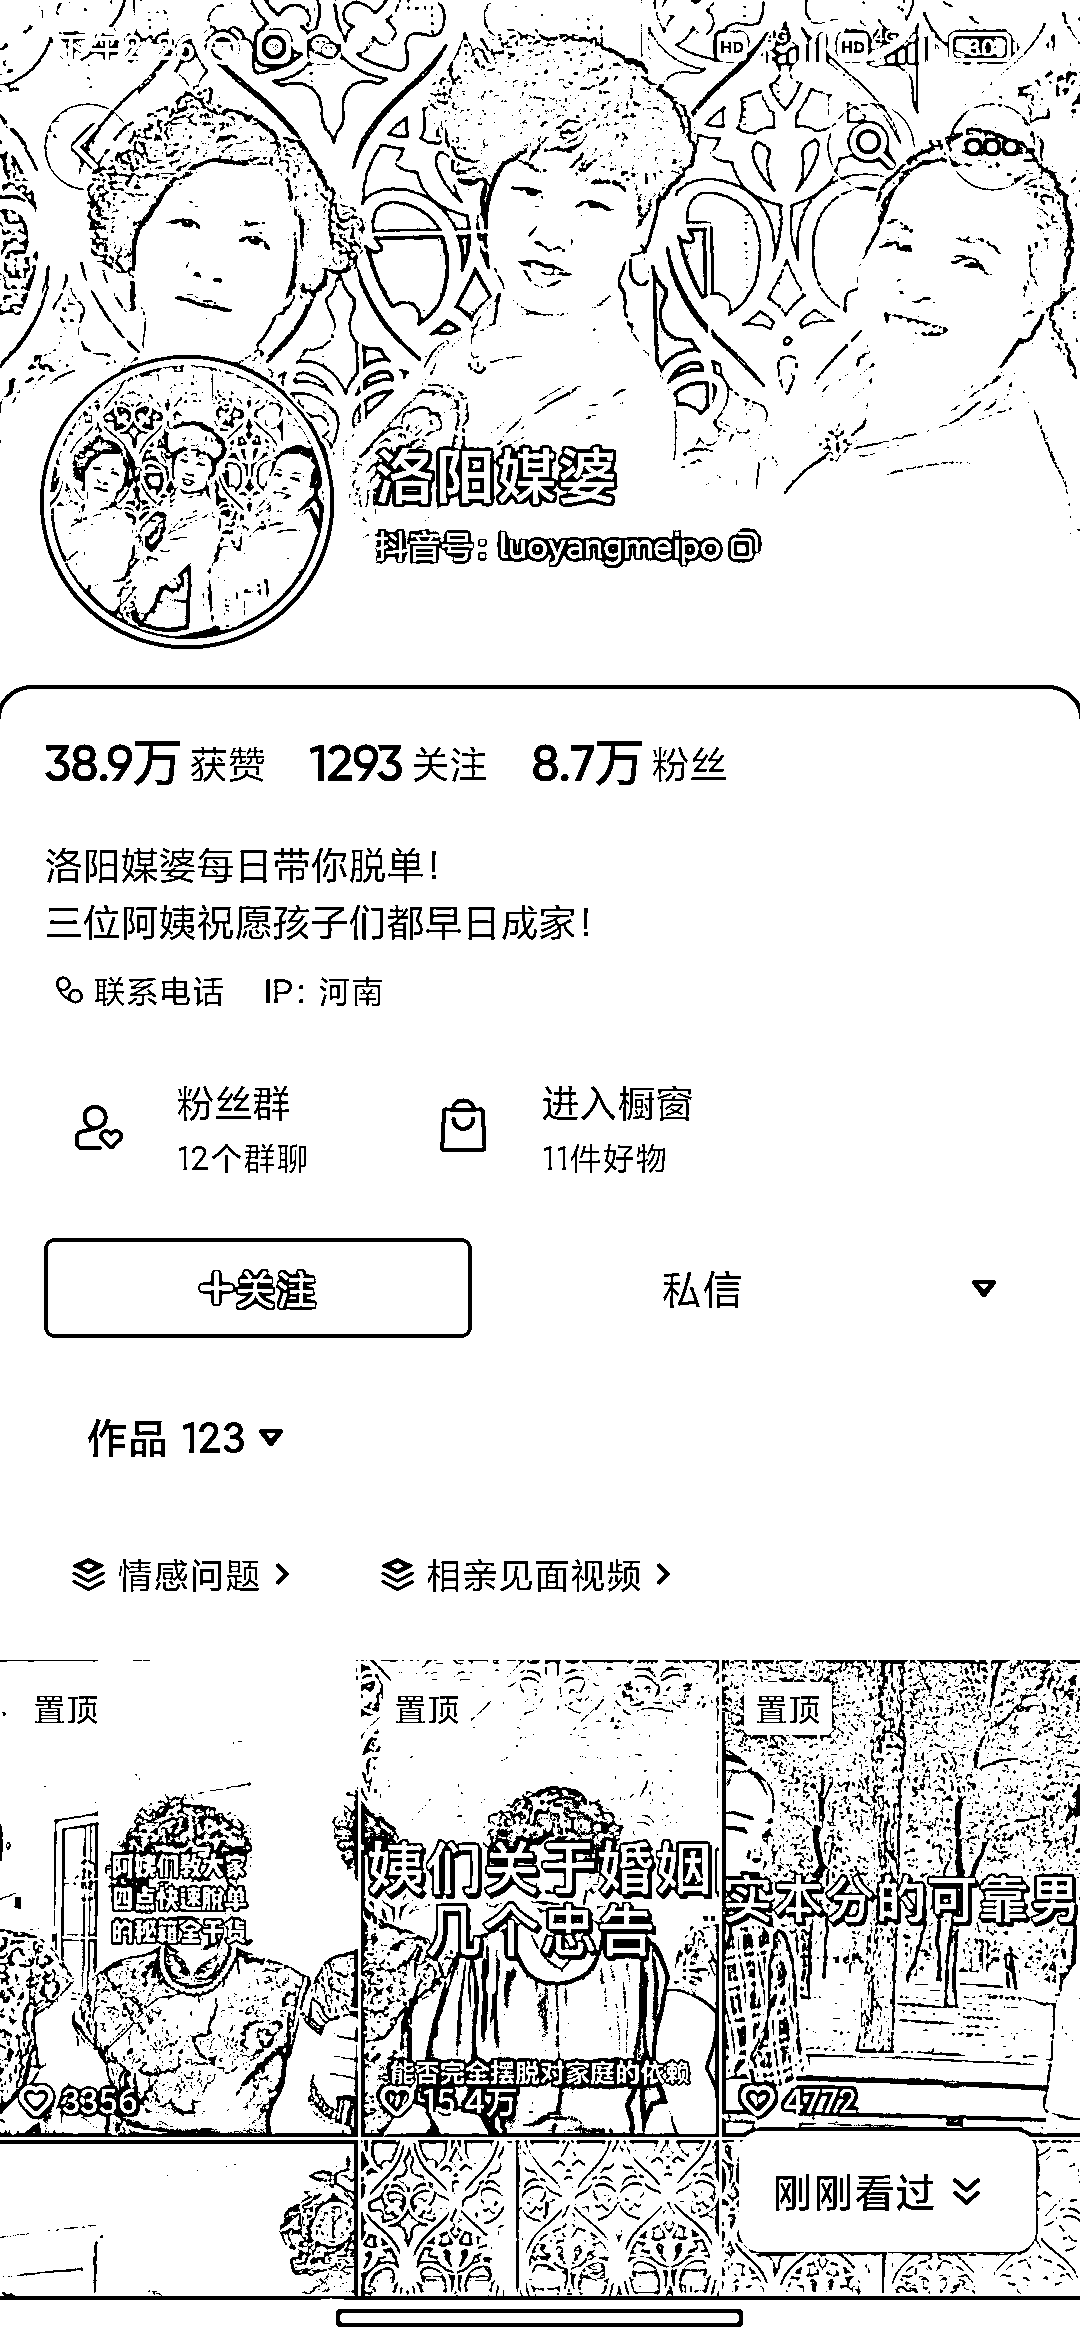 下午2:26
HD 4G HD 4G 30
洛阳媒婆
抖音号: luoyangmeipo
38.9万 获赞 1293 关注 8.7万 粉丝
洛阳媒婆每日带你脱单!
三位阿姨祝愿孩子们都早日成家!
联系电话 IP: 河南
粉丝群
12个群聊
进入橱窗
11件好物
+关注
私信
作品 123
情感问题
相亲见面视频
置顶
阿姨们教大家
四点快速脱单
的秘籍全干货
3356
置顶
姨们关于婚姻
几个忠告
能否完全摆脱对家庭的依赖
15.4万
置顶
实本分的可靠男
4772
刚刚看过